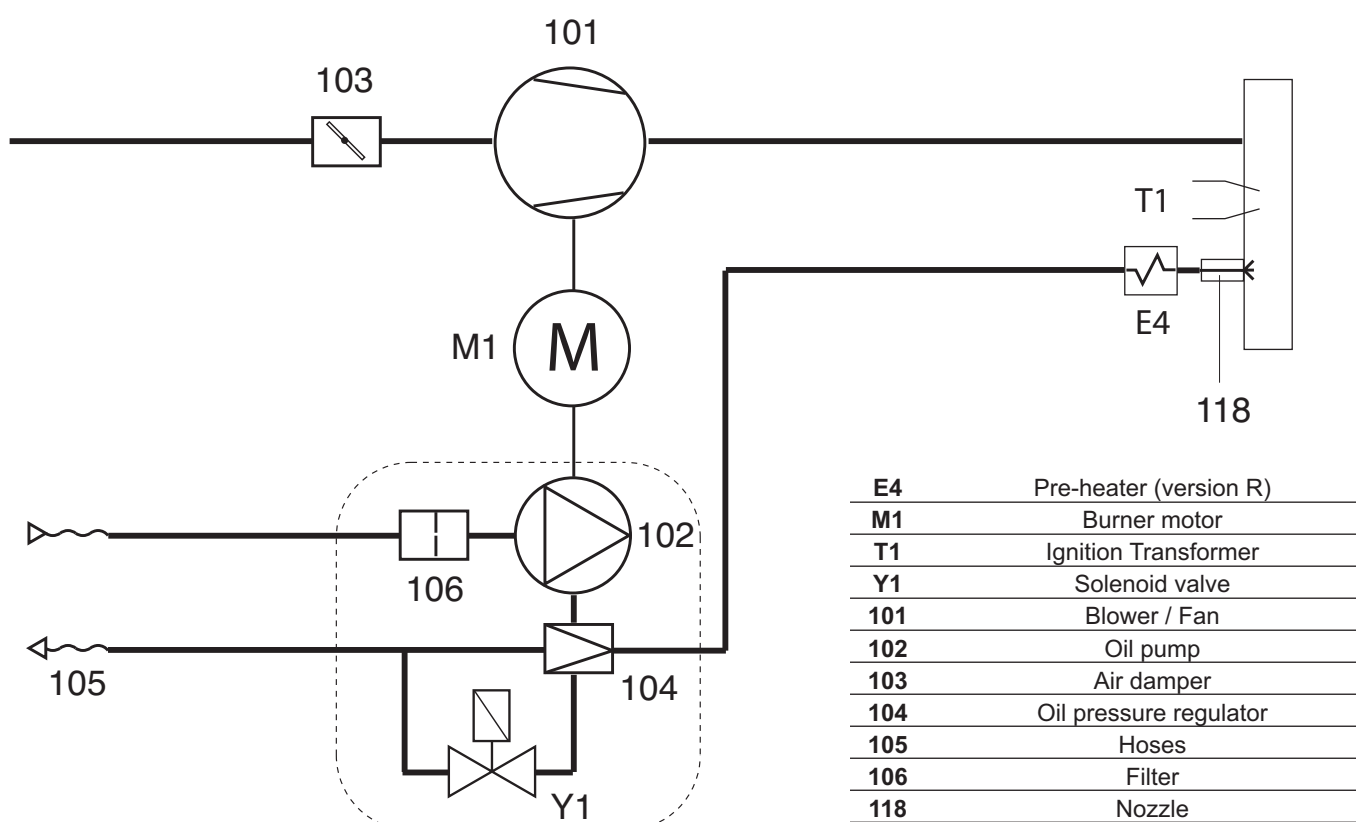 101
103
T1
E4
M1
M
118
102
106
105
104
Y1
E4 Pre-heater (version R)
M1 Burner motor
T1 Ignition Transformer
Y1 Solenoid valve
101 Blower / Fan
102 Oil pump
103 Air damper
104 Oil pressure regulator
105 Hoses
106 Filter
118 Nozzle